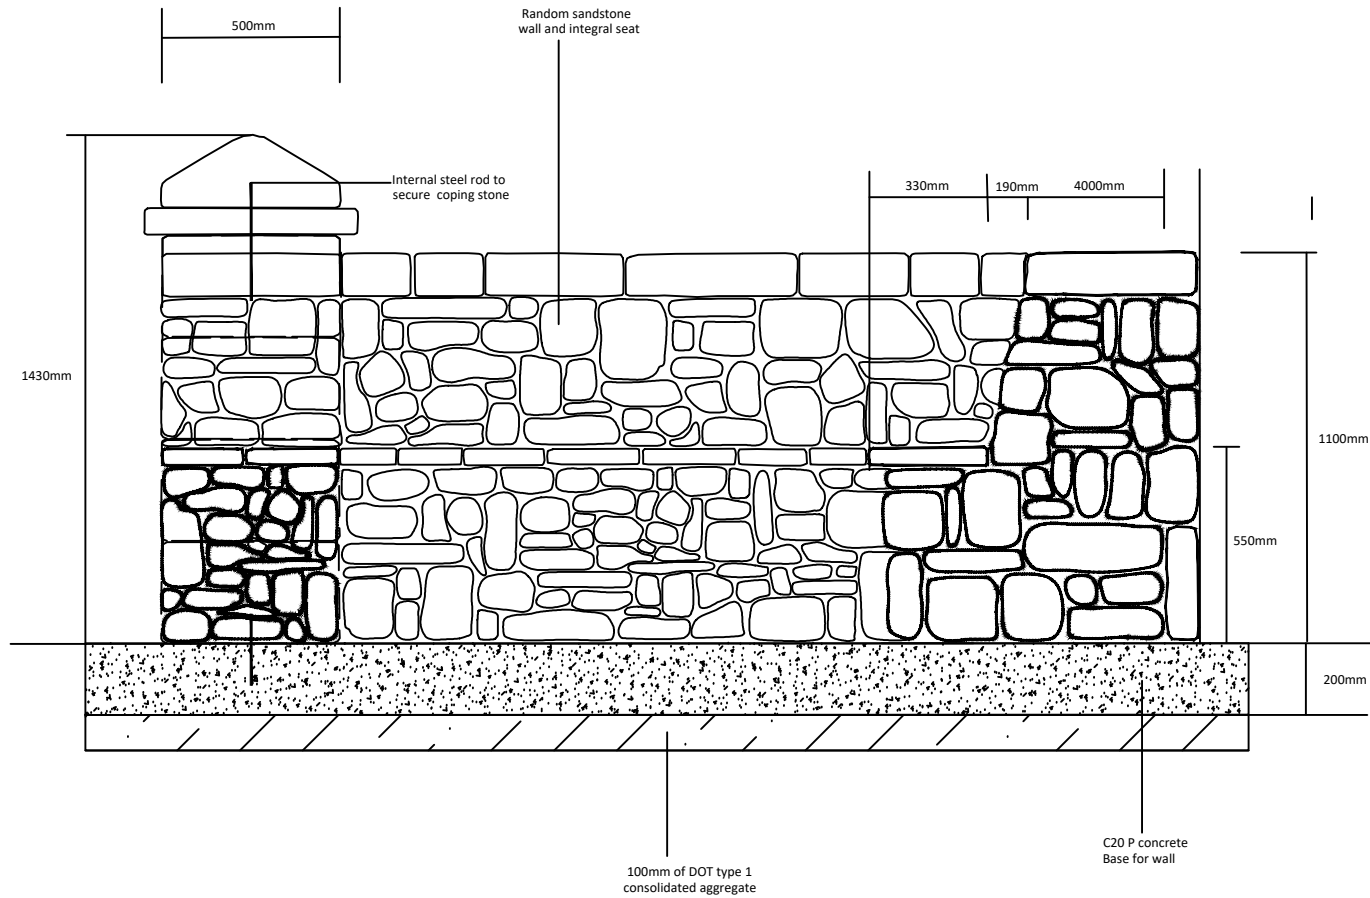 Random sandstone
wall and integral seat
500mm
Internal steel rod to
secure coping stone
330mm
190mm
4000mm
1430mm
1100mm
550mm
200mm
C20 P concrete
Base for wall
100mm of DOT type 1
consolidated aggregate